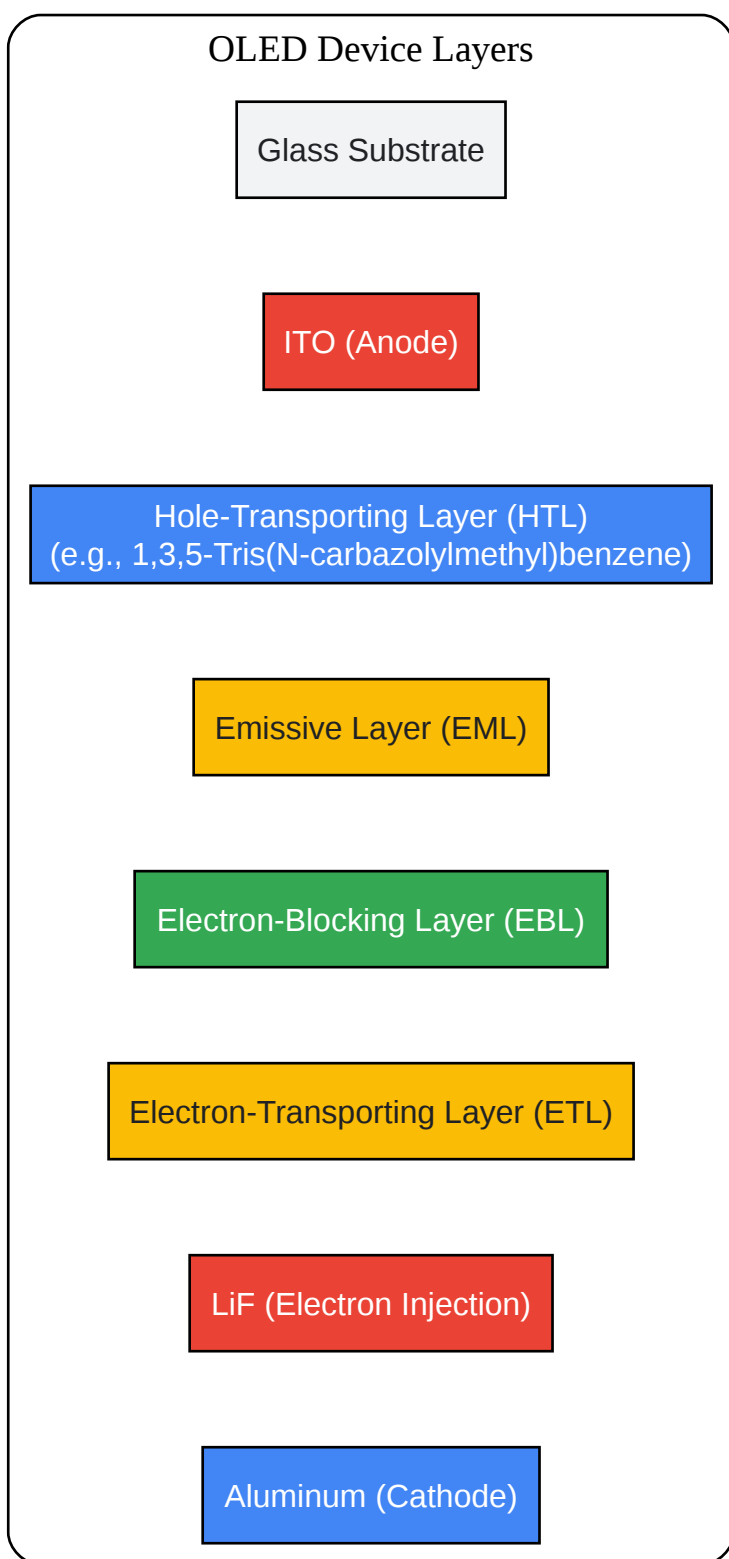 OLED Device Layers
Glass Substrate
ITO (Anode)
Hole-Transporting Layer (HTL)
(e.g., 1,3,5-Tris(N-carbazolylmethyl)benzene)
Emissive Layer (EML)
Electron-Blocking Layer (EBL)
Electron-Transporting Layer (ETL)
LiF (Electron Injection)
Aluminum (Cathode)